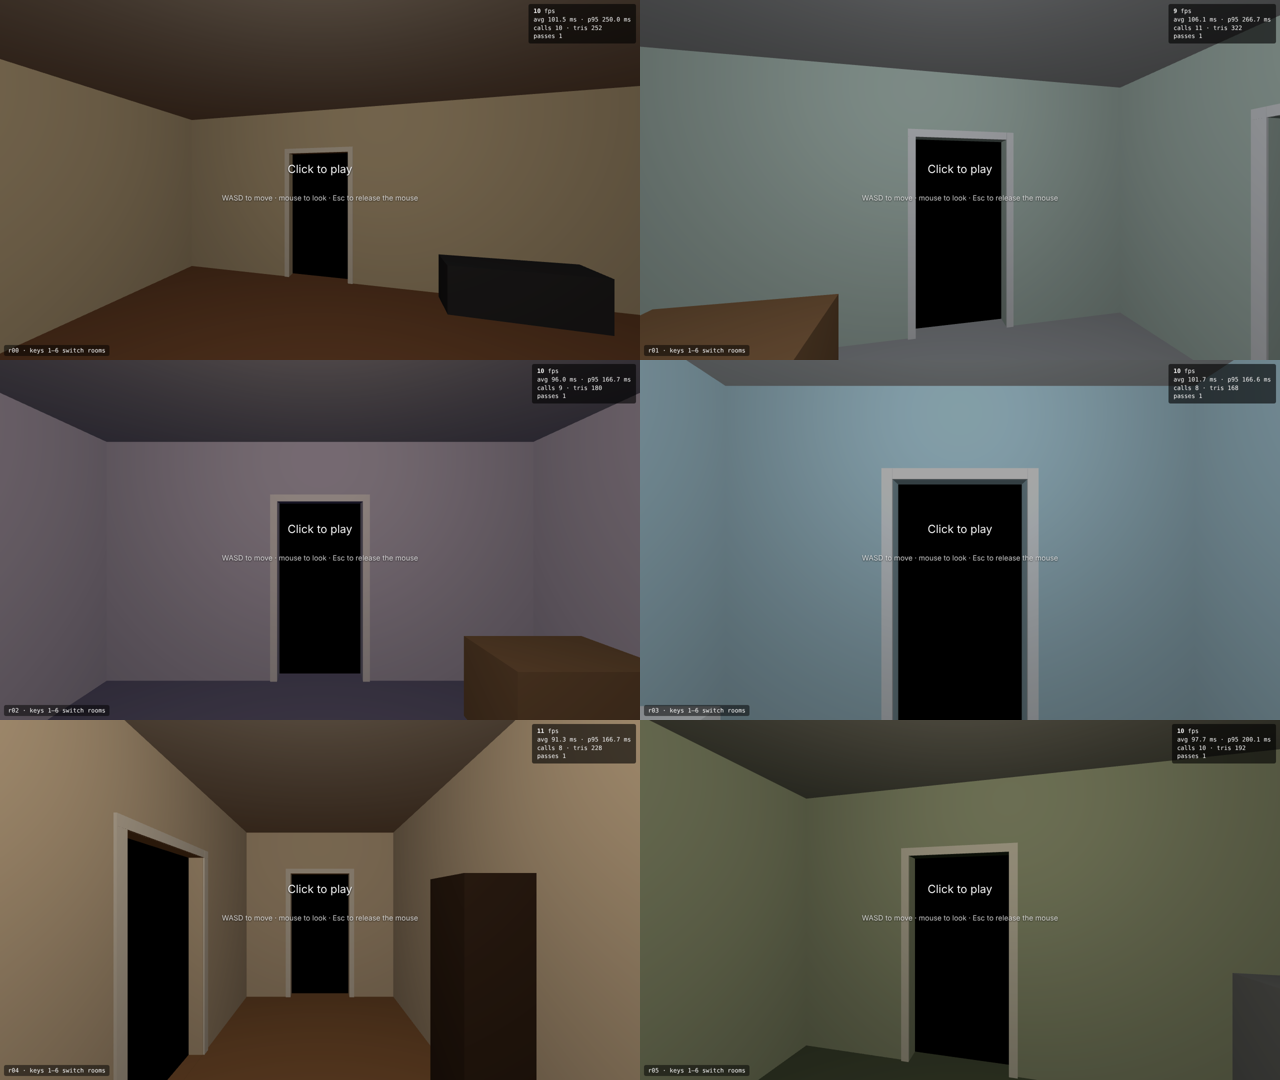 10 fps
avg 101.5 ms · p95 250.0 ms
calls 10 · tris 252
passes 1
Click to play
WASD to move · mouse to look · Esc to release the mouse
r00 · keys 1–6 switch rooms
9 fps
avg 106.1 ms · p95 266.7 ms
calls 11 · tris 322
passes 1
Click to play
WASD to move · mouse to look · Esc to release the mouse
r01 · keys 1–6 switch rooms
10 fps
avg 96.0 ms · p95 166.7 ms
calls 9 · tris 180
passes 1
Click to play
WASD to move · mouse to look · Esc to release the mouse
r02 · keys 1–6 switch rooms
10 fps
avg 101.7 ms · p95 166.6 ms
calls 8 · tris 168
passes 1
Click to play
WASD to move · mouse to look · Esc to release the mouse
r03 · keys 1–6 switch rooms
11 fps
avg 91.3 ms · p95 166.7 ms
calls 8 · tris 228
passes 1
Click to play
WASD to move · mouse to look · Esc to release the mouse
r04 · keys 1–6 switch rooms
10 fps
avg 97.7 ms · p95 200.1 ms
calls 10 · tris 192
passes 1
Click to play
WASD to move · mouse to look · Esc to release the mouse
r05 · keys 1–6 switch rooms